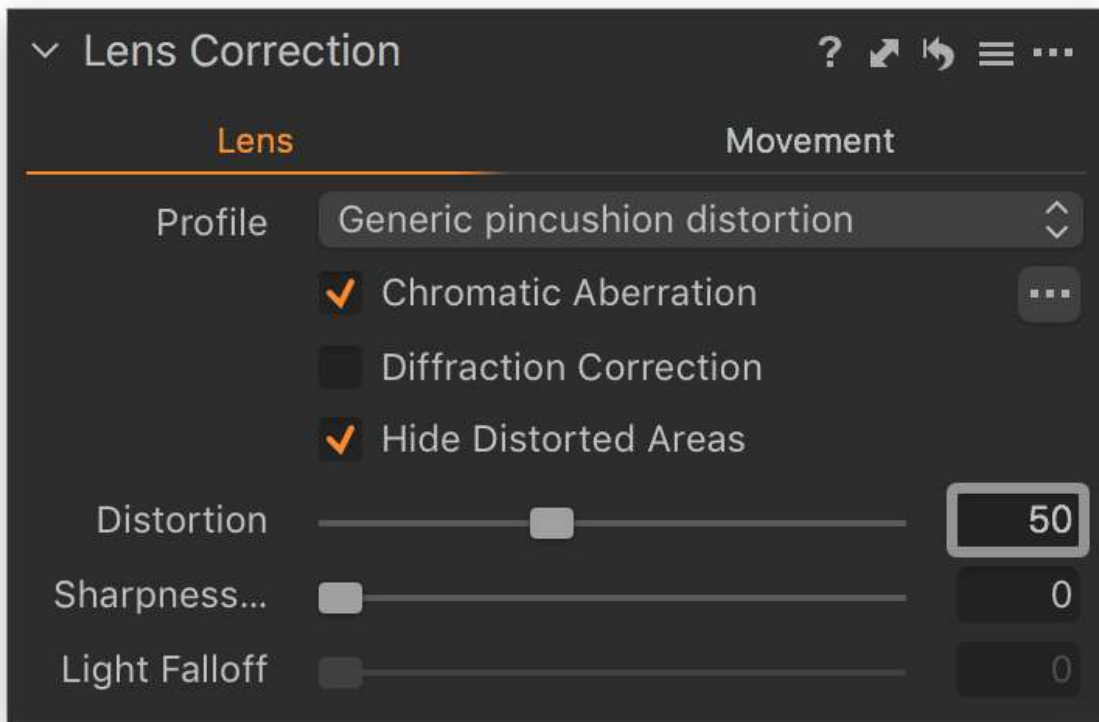 Lens Correction ?
Lens Movement
Profile Generic pincushion distortion
Chromatic Aberration
Diffraction Correction
Hide Distorted Areas
Distortion 50
Sharpness... 0
Light Falloff 0